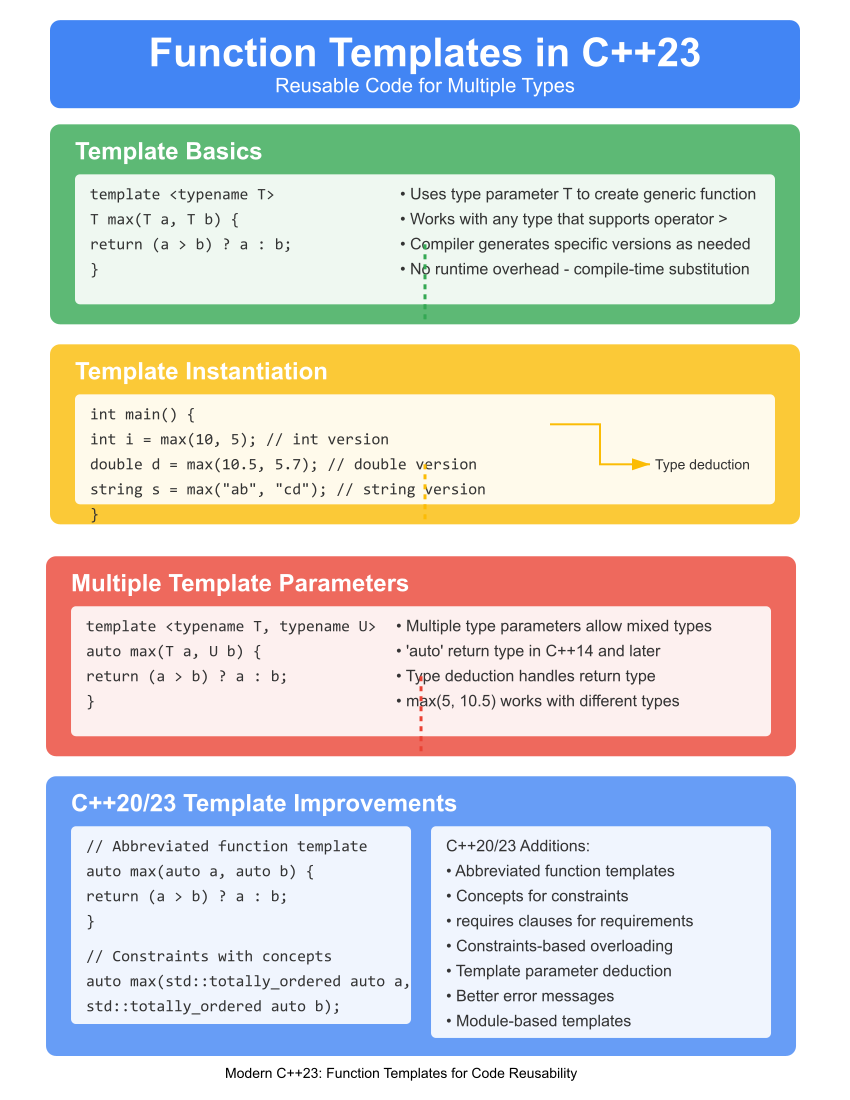 Function Templates in C++23
Reusable Code for Multiple Types
Template Basics
template <typename T>
T max(T a, T b) {
return (a > b) ? a : b;
}
• Uses type parameter T to create generic function
• Works with any type that supports operator >
• Compiler generates specific versions as needed
• No runtime overhead - compile-time substitution
Template Instantiation
int main() {
int i = max(10, 5); // int version
double d = max(10.5, 5.7); // double version
string s = max("ab", "cd"); // string version
}
Type deduction
Multiple Template Parameters
template <typename T, typename U>
auto max(T a, U b) {
return (a > b) ? a : b;
}
• Multiple type parameters allow mixed types
• 'auto' return type in C++14 and later
• Type deduction handles return type
• max(5, 10.5) works with different types
C++20/23 Template Improvements
// Abbreviated function template
auto max(auto a, auto b) {
return (a > b) ? a : b;
}
// Constraints with concepts
auto max(std::totally_ordered auto a,
std::totally_ordered auto b);
C++20/23 Additions:
• Abbreviated function templates
• Concepts for constraints
• requires clauses for requirements
• Constraints-based overloading
• Template parameter deduction
• Better error messages
• Module-based templates
Modern C++23: Function Templates for Code Reusability